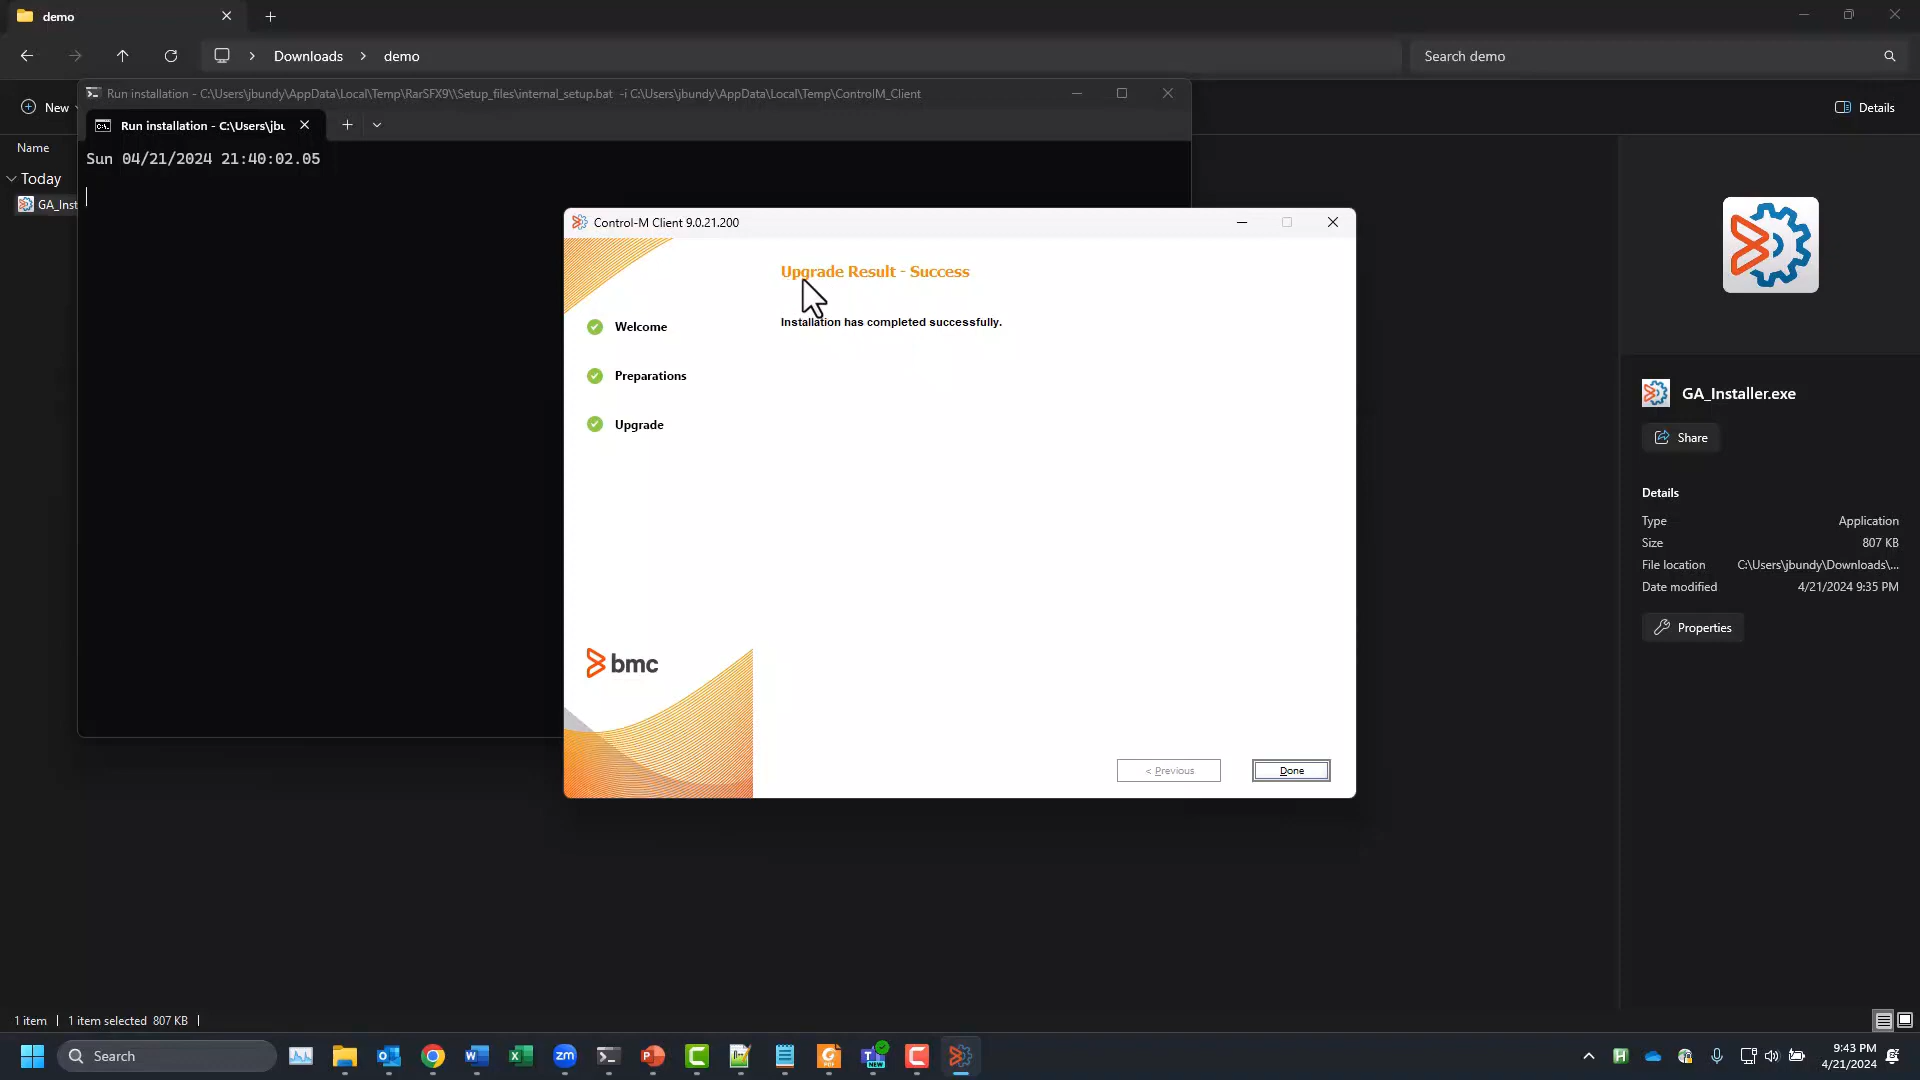 demo
Downloads > demo
Search demo
New
Details
Run installation - C:\Users\jbundy\AppData\Local\Temp\RarSFX9\\Setup_files\internal_setup.bat -i C:\Users\jbundy\AppData\Local\Temp\ControlM_Client
Run installation - C:\Users\jbu
Name
Sun 04/21/2024 21:40:02.05
Today
GA_Inst
Control-M Client 9.0.21.200
Upgrade Result - Success
Installation has completed successfully.
Welcome
Preparations
Upgrade
bmc
< Previous
Done
GA_Installer.exe
Share
Details
Type Application
Size 807 KB
File location C:\Users\jbundy\Downloads\...
Date modified 4/21/2024 9:35 PM
Properties
1 item | 1 item selected 807 KB |
Search
zm
NEW
9:43 PM
4/21/2024